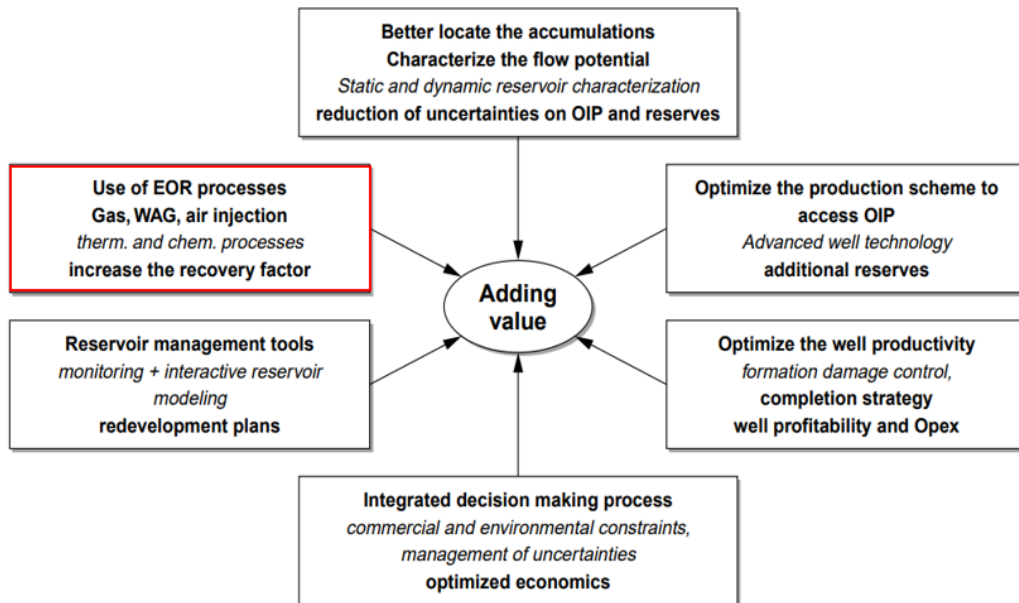 Better locate the accumulations
Characterize the flow potential
Static and dynamic reservoir characterization
reduction of uncertainties on OIP and reserves
Use of EOR processes
Gas, WAG, air injection
therm. and chem. processes
increase the recovery factor
Optimize the production scheme to
access OIP
Advanced well technology
additional reserves
Adding
value
Reservoir management tools
monitoring + interactive reservoir
modeling
redevelopment plans
Optimize the well productivity
formation damage control,
completion strategy
well profitability and Opex
Integrated decision making process
commercial and environmental constraints,
management of uncertainties
optimized economics